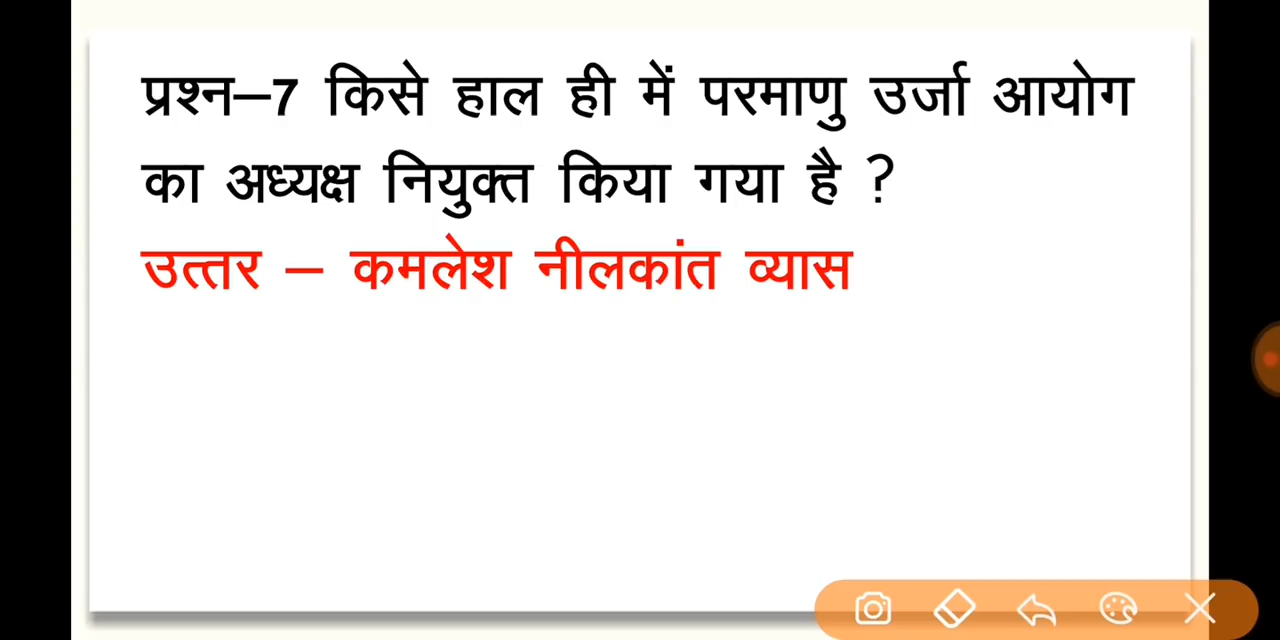 प्रश्न–7 किसे हाल ही में परमाणु उर्जा आयोग
का अध्यक्ष नियुक्त किया गया है ?
उत्तर – कमलेश नीलकांत व्यास